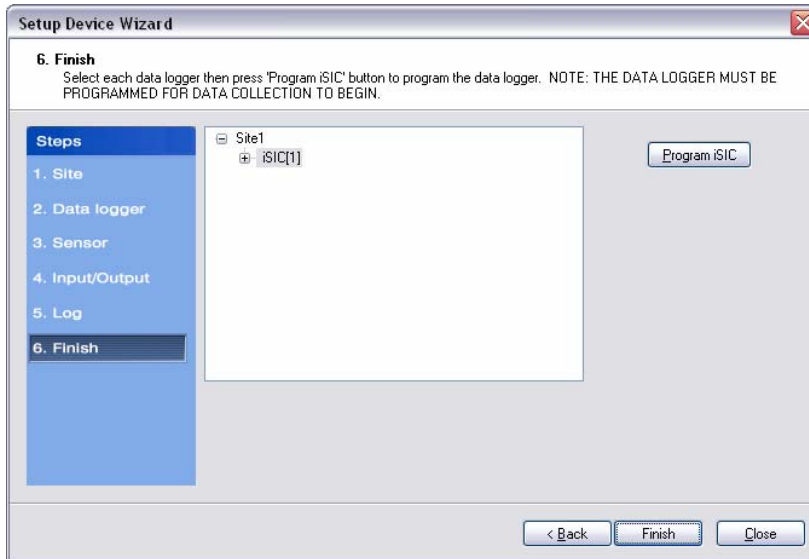 Setup Device Wizard
6. Finish
Select each data logger then press 'Program iSIC' button to program the data logger. NOTE: THE DATA LOGGER MUST BE
PROGRAMMED FOR DATA COLLECTION TO BEGIN.
Steps
1. Site
2. Data logger
3. Sensor
4. Input/Output
5. Log
6. Finish
Site1
iSIC[1]
Program iSIC
< Back
Finish
Close